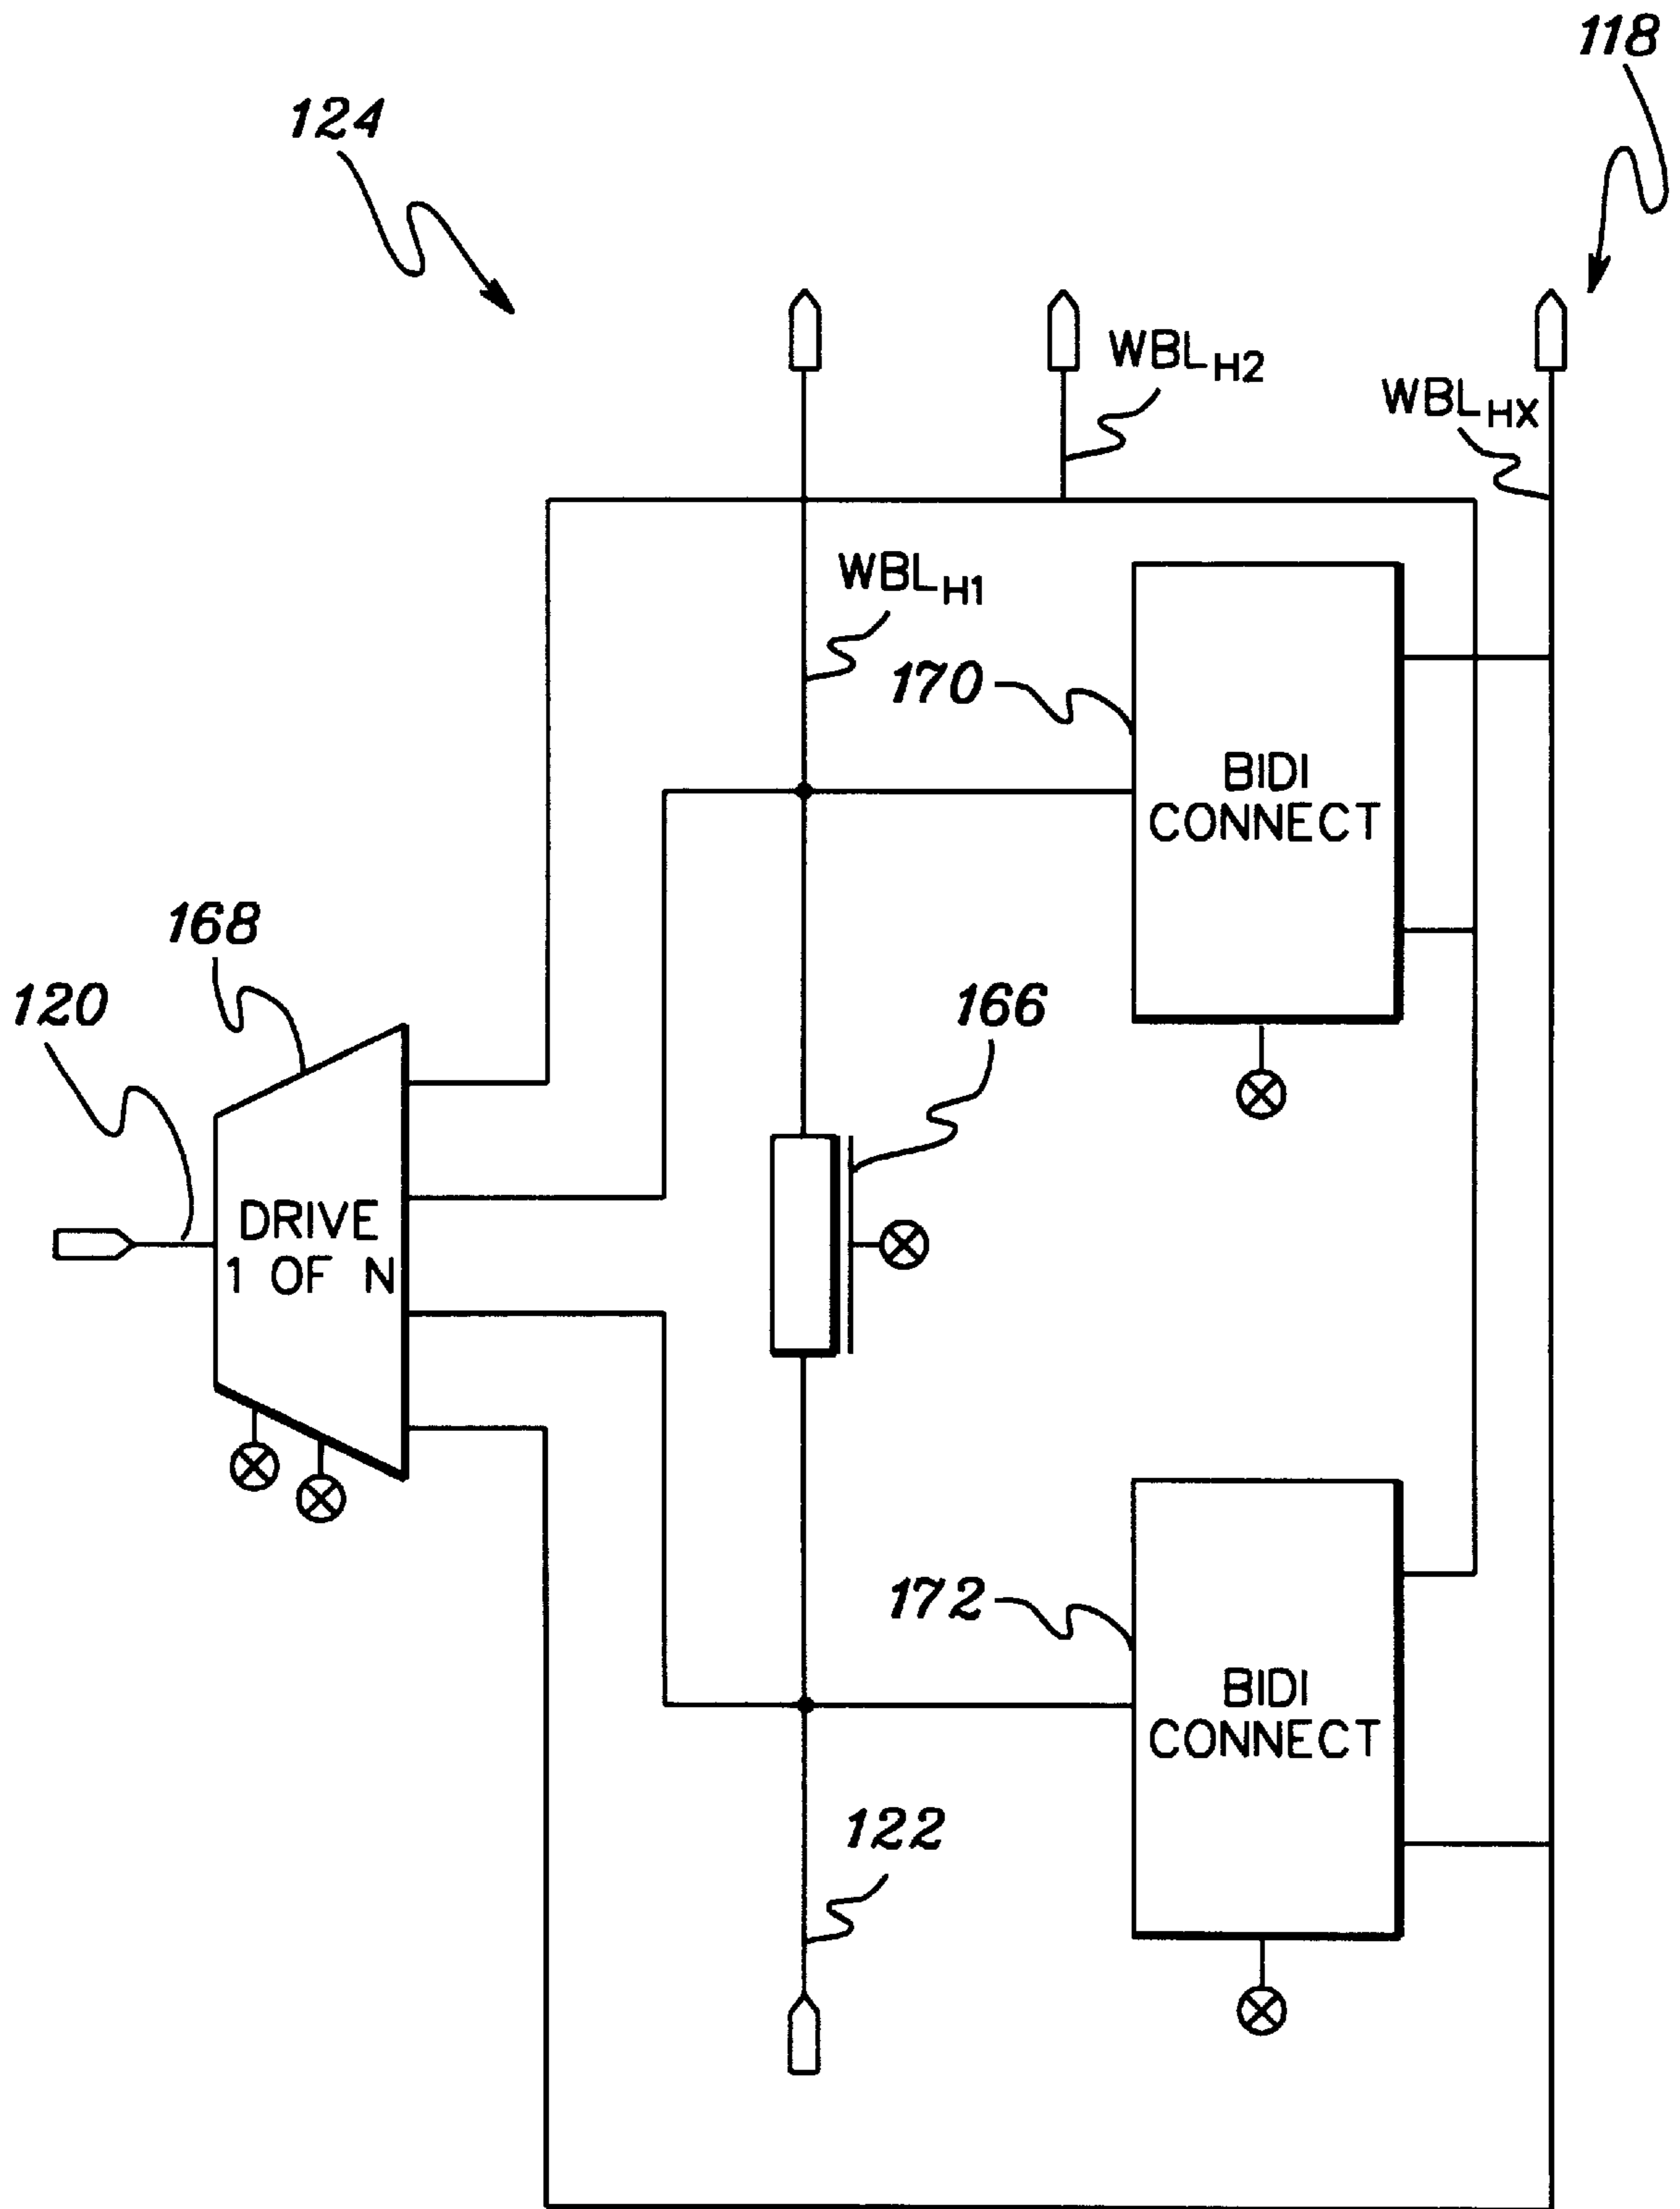 118
124
WBLH2
WBLHX
WBLH1
170
BIDI
CONNECT
168
120
166
DRIVE
1 OF N
172
BIDI
CONNECT
122